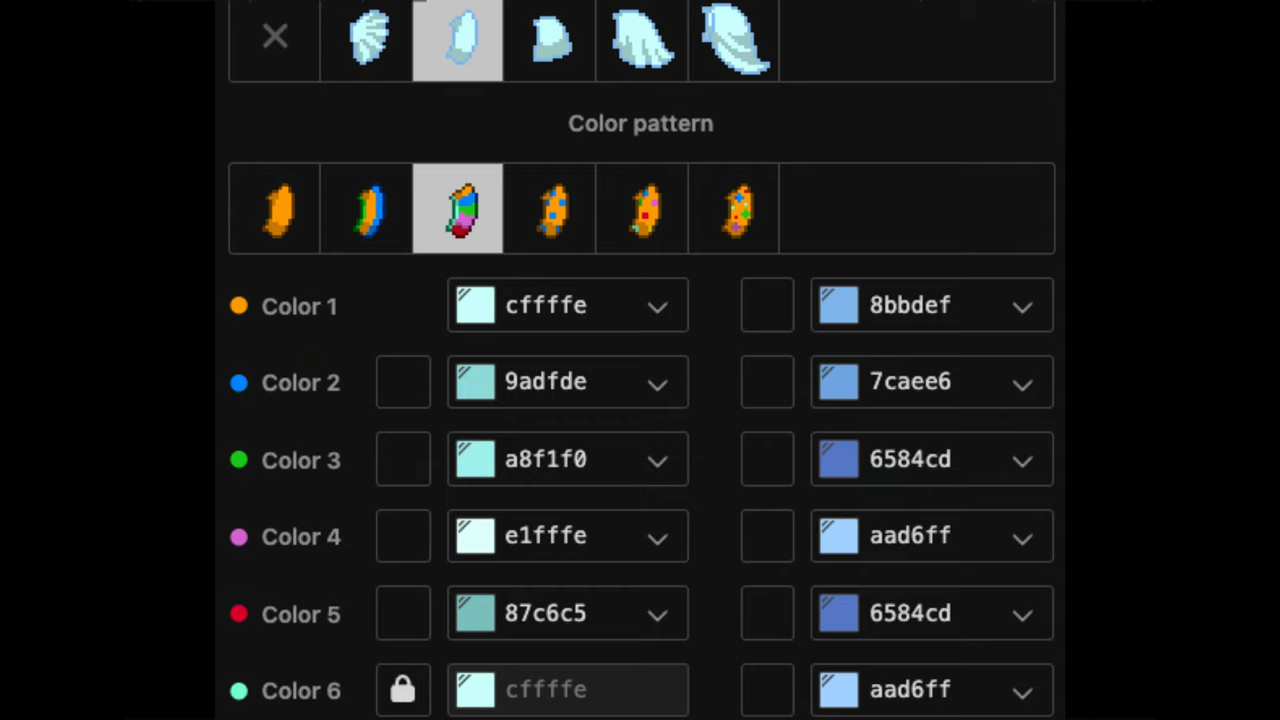 Color pattern
Color 1 cffffe 8bbdef
Color 2 9adfde 7caee6
Color 3 a8f1f0 6584cd
Color 4 e1fffe aad6ff
Color 5 87c6c5 6584cd
Color 6 cffffe aad6ff